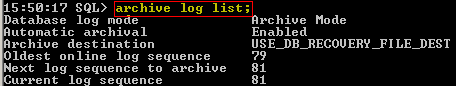 15:50:17 SQL> archive log list;
Database log mode Archive Mode
Automatic archival Enabled
Archive destination USE_DB_RECOVERY_FILE_DEST
Oldest online log sequence 79
Next log sequence to archive 81
Current log sequence 81